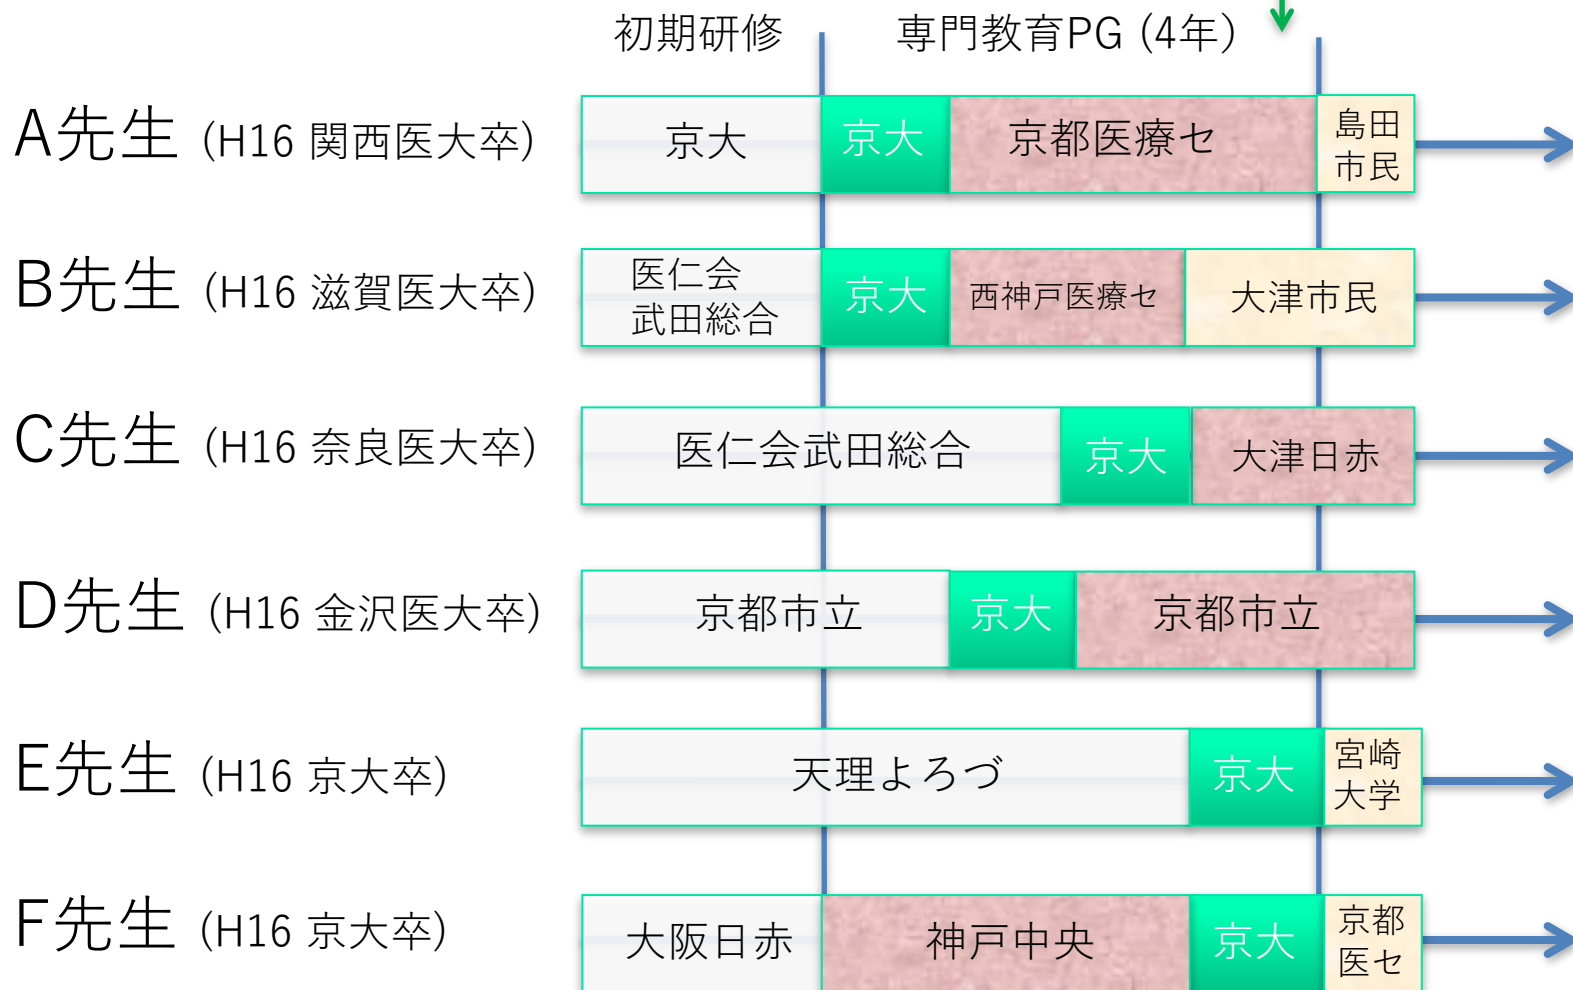 初期研修 専門教育PG (4年)
A先生 (H16 関西医大卒) 京大 京大 京都医療セ 島田
市民
B先生 (H16 滋賀医大卒) 医仁会
武田総合 京大 西神戸医療セ 大津市民
C先生 (H16 奈良医大卒) 医仁会武田総合 京大 大津日赤
D先生 (H16 金沢医大卒) 京都市立 京大 京都市立
E先生 (H16 京大卒) 天理よろづ 京大 宮崎
大学
F先生 (H16 京大卒) 大阪日赤 神戸中央 京大 京都
医セ